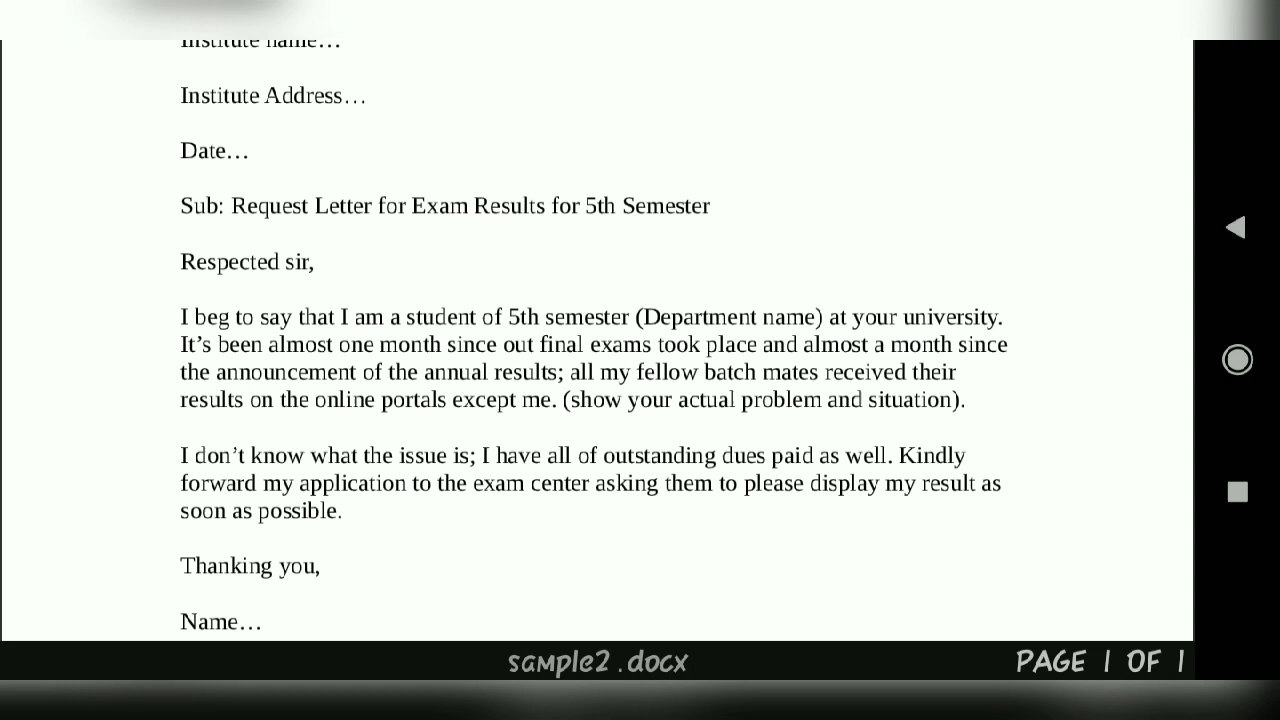 Institute name…
Institute Address…
Date…
Sub: Request Letter for Exam Results for 5th Semester
Respected sir,
I beg to say that I am a student of 5th semester (Department name) at your university.
It’s been almost one month since out final exams took place and almost a month since
the announcement of the annual results; all my fellow batch mates received their
results on the online portals except me. (show your actual problem and situation).
I don’t know what the issue is; I have all of outstanding dues paid as well. Kindly
forward my application to the exam center asking them to please display my result as
soon as possible.
Thanking you,
Name…
sample2.docx
PAGE 1 OF 1